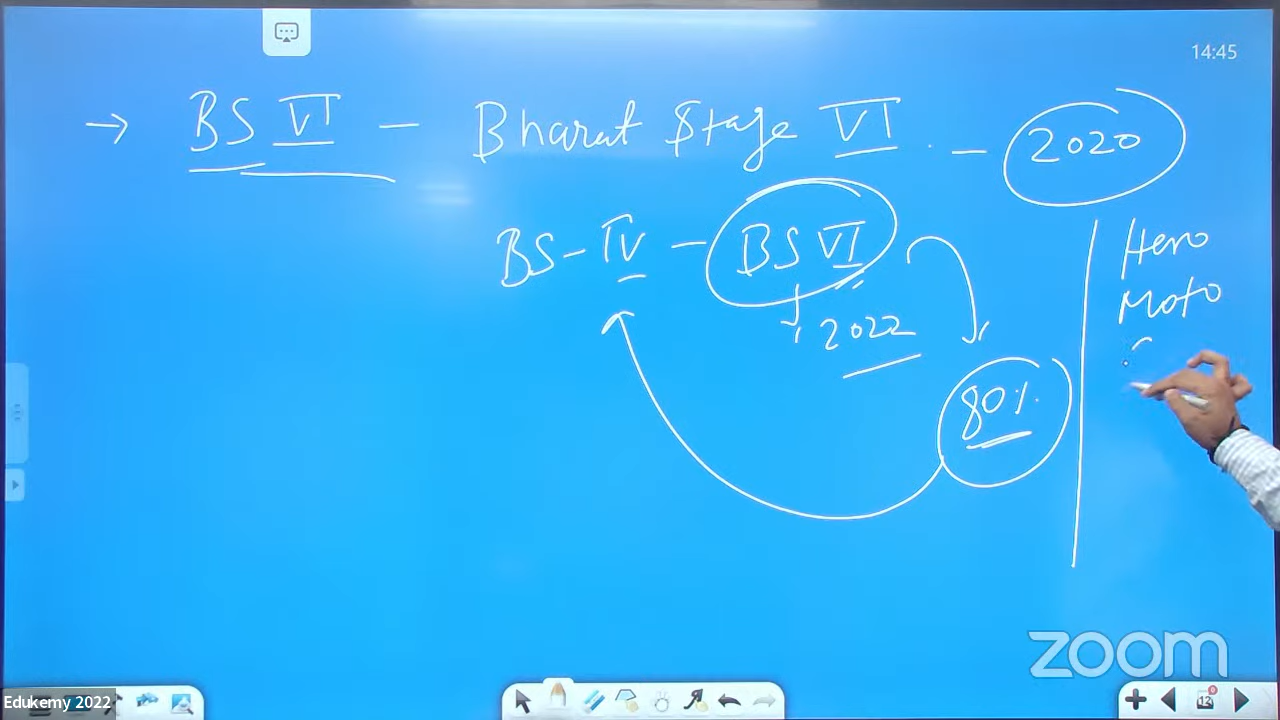 14:45
→ BS VI – Bharat Stage VI – 2020
BS-IV – BS VI
2022
80%
Hero
Moto
zoom
Edukemy 2022
12